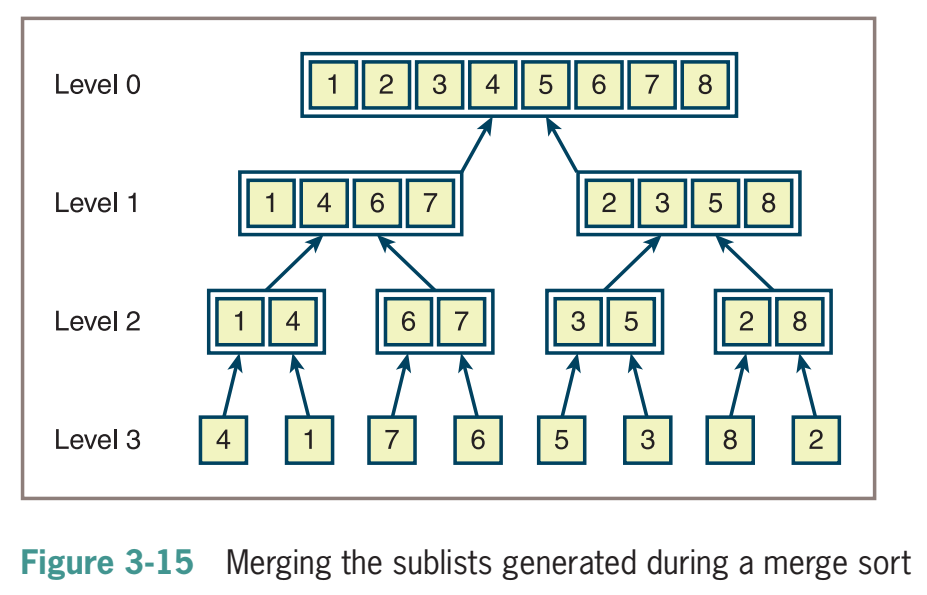 Level 0 1 2 3 4 5 6 7 8
Level 1 1 4 6 7 2 3 5 8
Level 2 1 4 6 7 3 5 2 8
Level 3 4 1 7 6 5 3 8 2
Figure 3-15 Merging the sublists generated during a merge sort